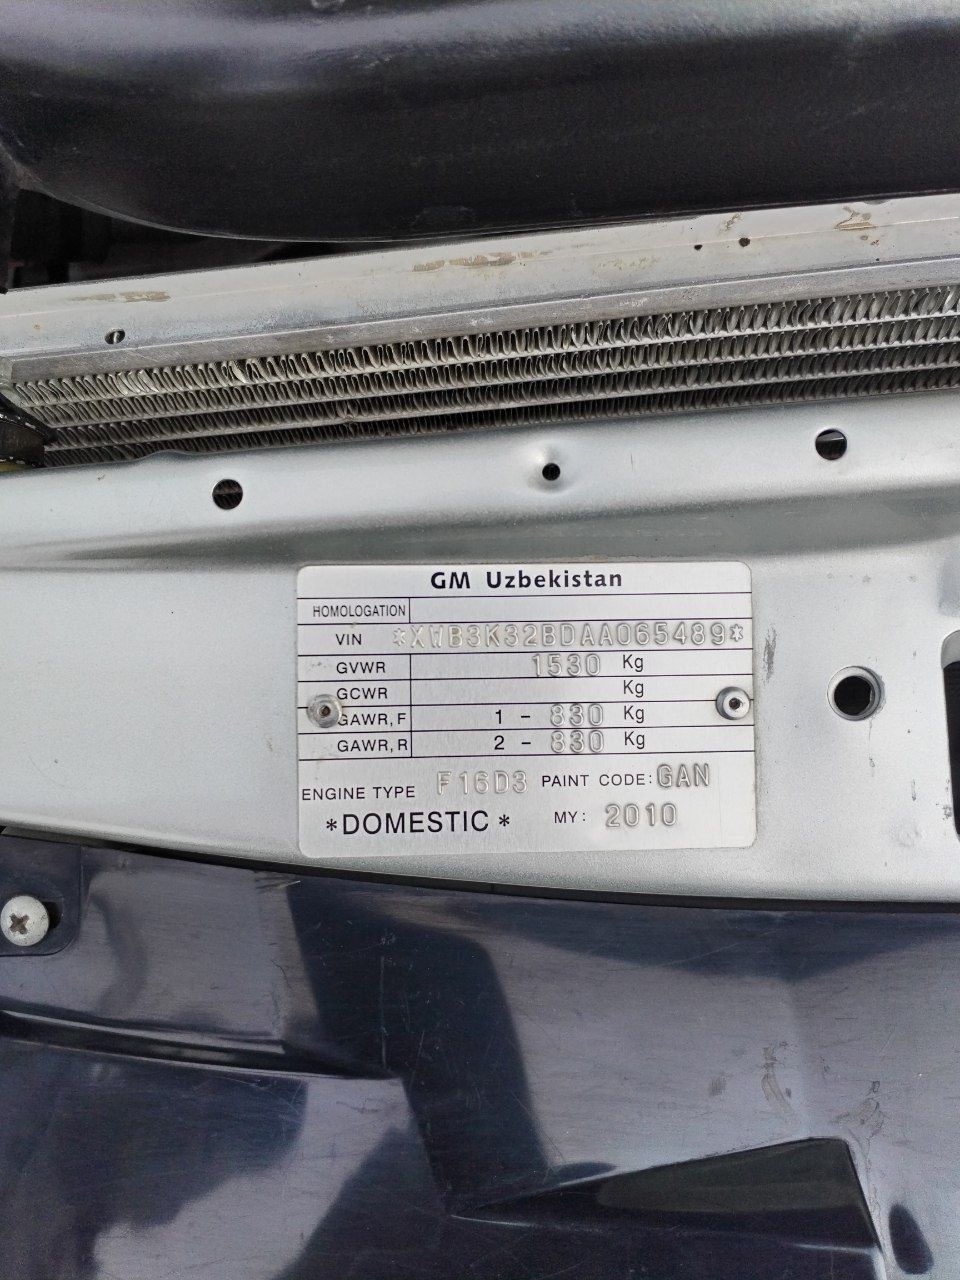 GM Uzbekistan
HOMOLOGATION
VIN *XWB3K32BDAA065489*
GVWR 1530 Kg
GCWR Kg
GAWR, F 1 - 830 Kg
GAWR, R 2 - 830 Kg
ENGINE TYPE F16D3 PAINT CODE: GAN
*DOMESTIC* MY: 2010